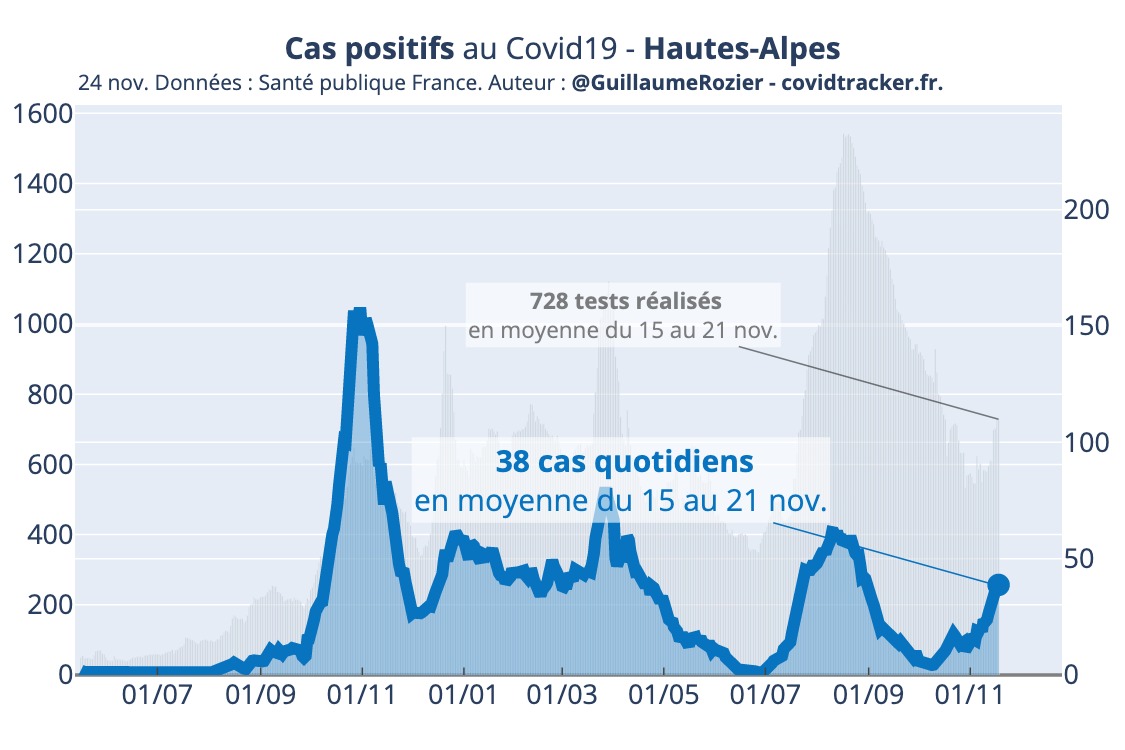 Cas positifs au Covid19 - Hautes-Alpes
24 nov. Données : Santé publique France. Auteur : @GuillaumeRozier - covidtracker.fr.
1600
1400
1200
1000
800
600
400
200
0
200
150
100
50
0
728 tests réalisés
en moyenne du 15 au 21 nov.
38 cas quotidiens
en moyenne du 15 au 21 nov.
01/07 01/09 01/11 01/01 01/03 01/05 01/07 01/09 01/11